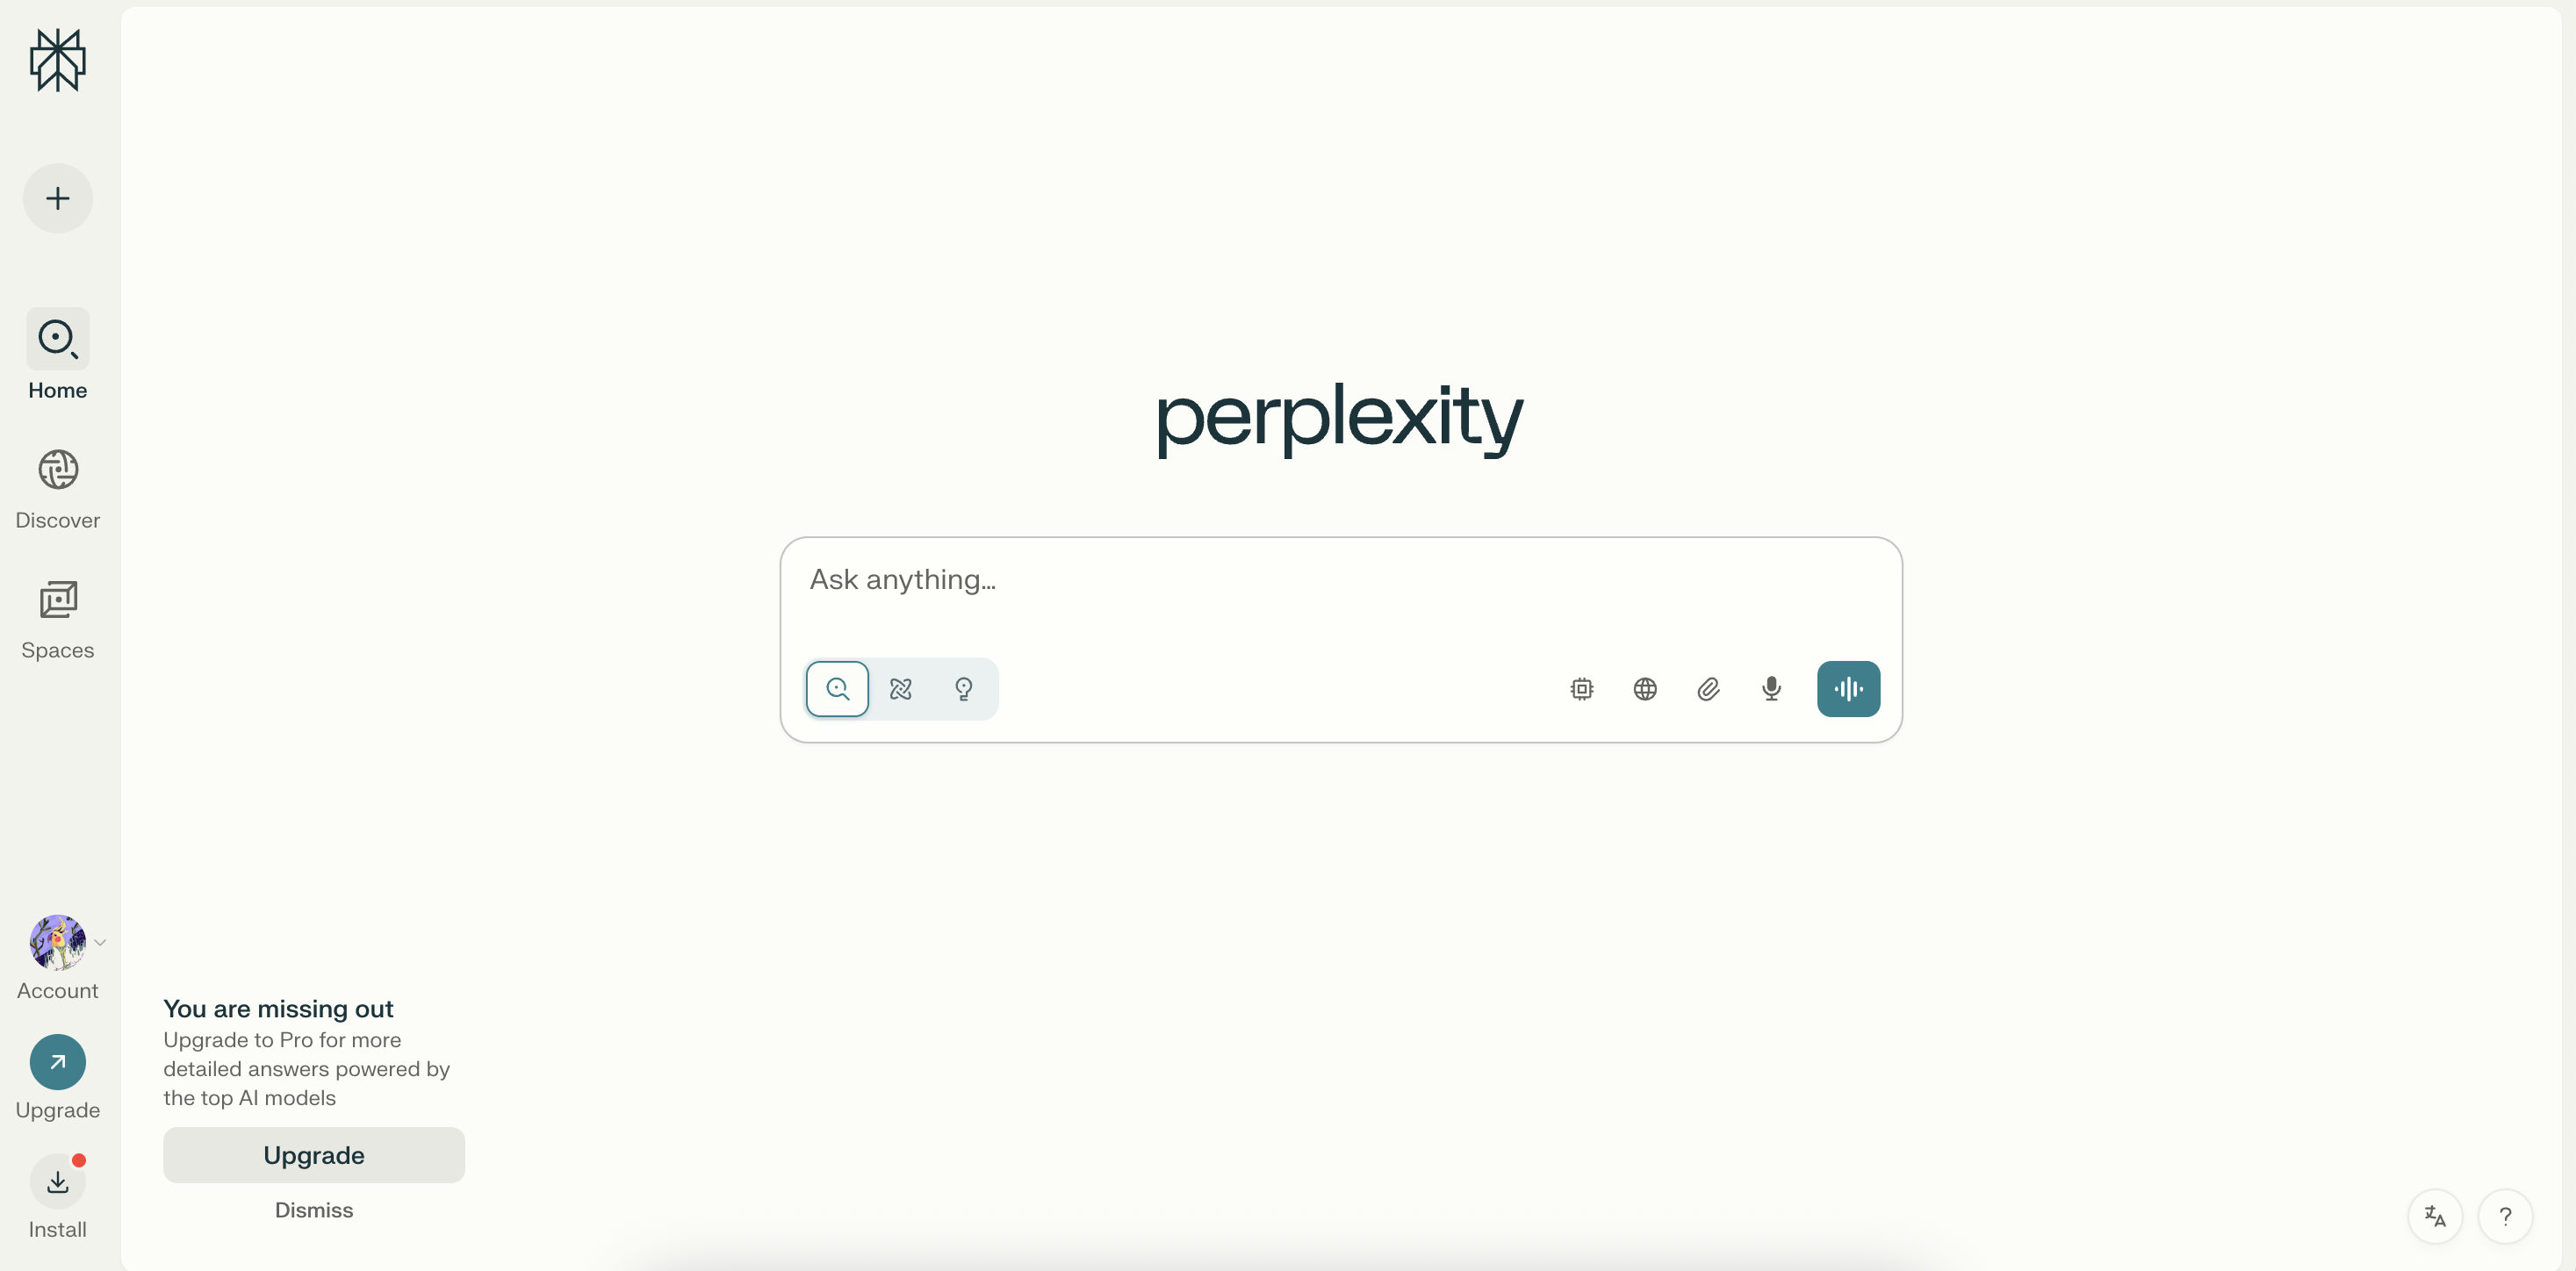 Home
Discover
Spaces
Account
Upgrade
Install
perplexity
Ask anything...
You are missing out
Upgrade to Pro for more
detailed answers powered by
the top AI models
Upgrade
Dismiss
?